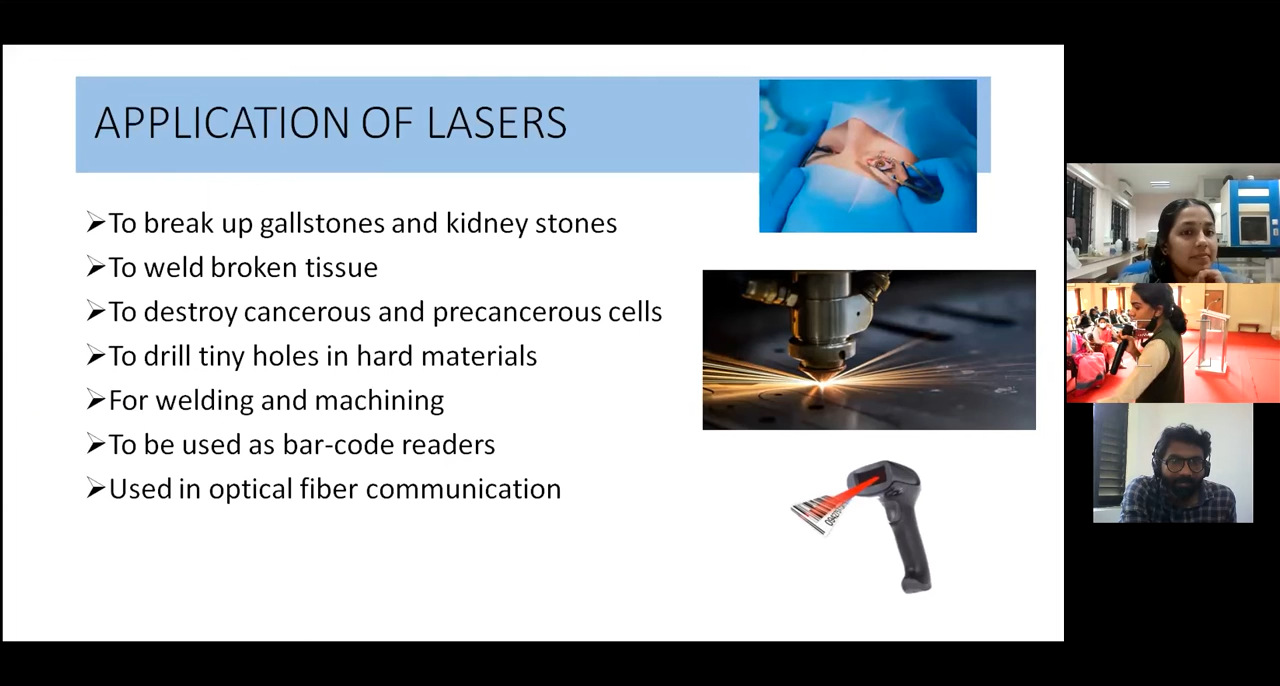 APPLICATION OF LASERS
➢To break up gallstones and kidney stones
➢To weld broken tissue
➢To destroy cancerous and precancerous cells
➢To drill tiny holes in hard materials
➢For welding and machining
➢To be used as bar-code readers
➢Used in optical fiber communication